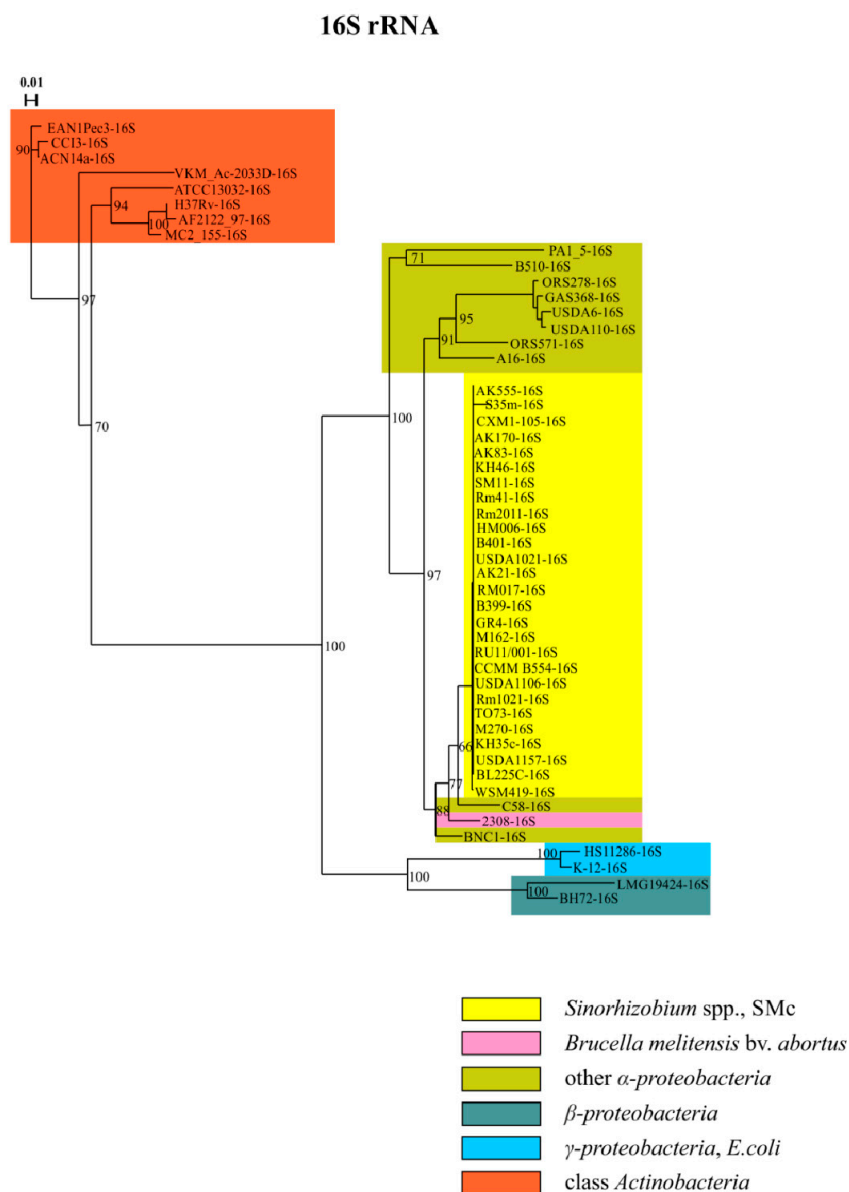 16S rRNA
0.01
EAN1Pec3-16S
CCI3-16S
90
ACN14a-16S
VKM_Ac-2033D-16S
ATCC13032-16S
94
H37Rv-16S
100
AF2122_97-16S
MC2_155-16S
PA1_5-16S
71
B510-16S
ORS278-16S
GAS368-16S
97
USDA6-16S
95
USDA110-16S
91
ORS571-16S
A16-16S
AK555-16S
S35m-16S
100
CXM1-105-16S
70
AK170-16S
AK83-16S
KH46-16S
SM11-16S
Rm41-16S
Rm2011-16S
HM006-16S
B401-16S
USDA1021-16S
97
AK21-16S
RM017-16S
B399-16S
GR4-16S
M162-16S
100
RU11/001-16S
CCMM B554-16S
USDA1106-16S
Rm1021-16S
TO73-16S
M270-16S
66
KH35c-16S
USDA1157-16S
77
BL225C-16S
WSM419-16S
C58-16S
88
2308-16S
BNC1-16S
100
HS11286-16S
K-12-16S
100
LMG19424-16S
100
BH72-16S
Sinorhizobium spp., SMc
Brucella melitensis bv. abortus
other α-proteobacteria
β-proteobacteria
γ-proteobacteria, E.coli
class Actinobacteria